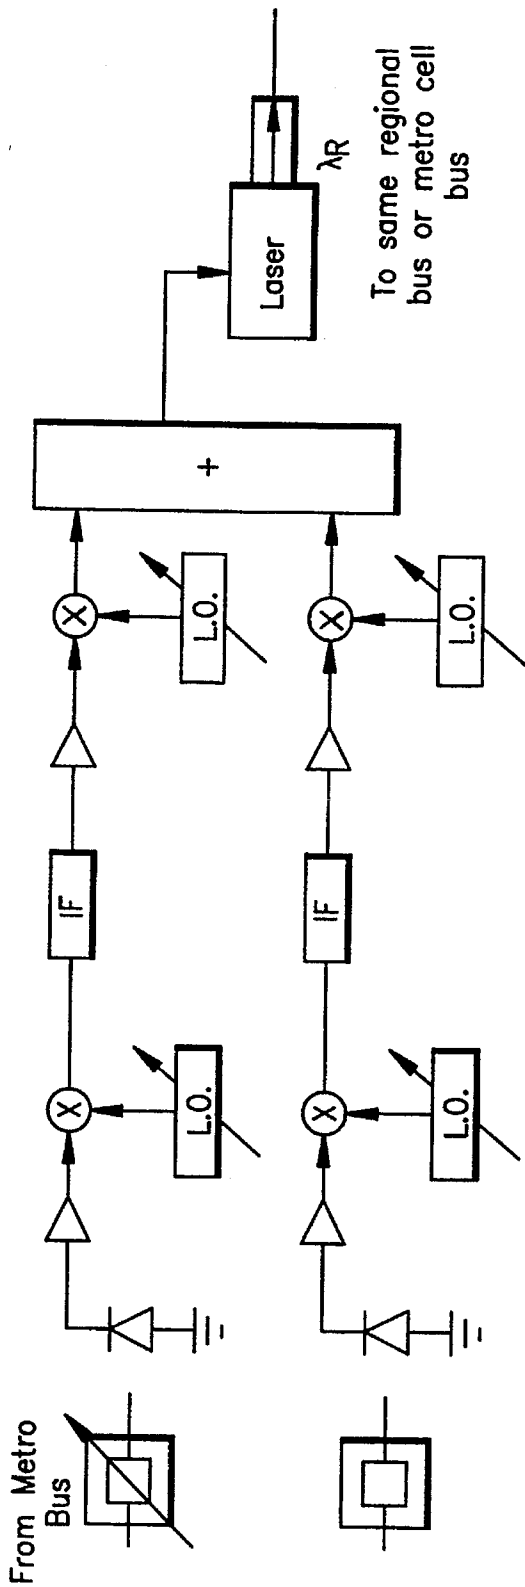 From Metro
Bus
X
L.O.
IF
X
L.O.
X
L.O.
IF
X
L.O.
+
Laser
λR
To same regional
bus or metro cell
bus